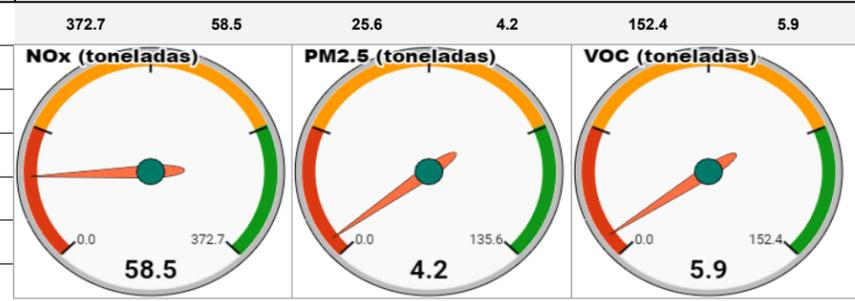 372.7 58.5 25.6 4.2 152.4 5.9
NOx (toneladas) PM2.5 (toneladas) VOC (toneladas)
0.0 372.7 0.0 135.6 0.0 152.4
58.5 4.2 5.9